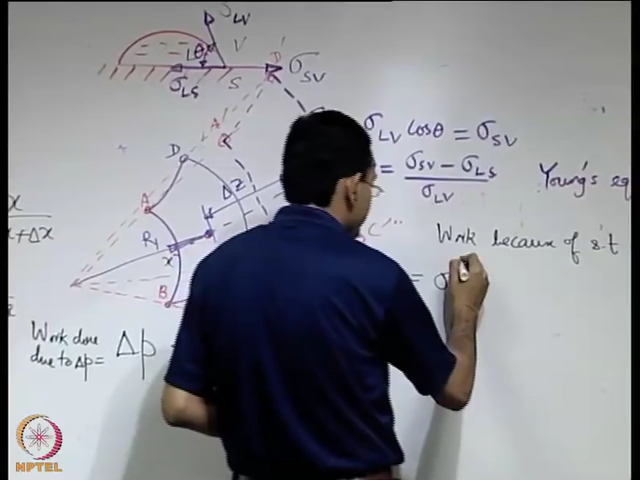 σLV
θ
L
V
σSV
σLS
S
D'
A'
σLV cosθ = σSV
= σSV - σLS / σLV
Young's eq
D
ΔZ
A
R1
x
B
C'''
x
x+Δx
Work because of s.t
= σ
Work done
due to Δp = Δp
NPTEL